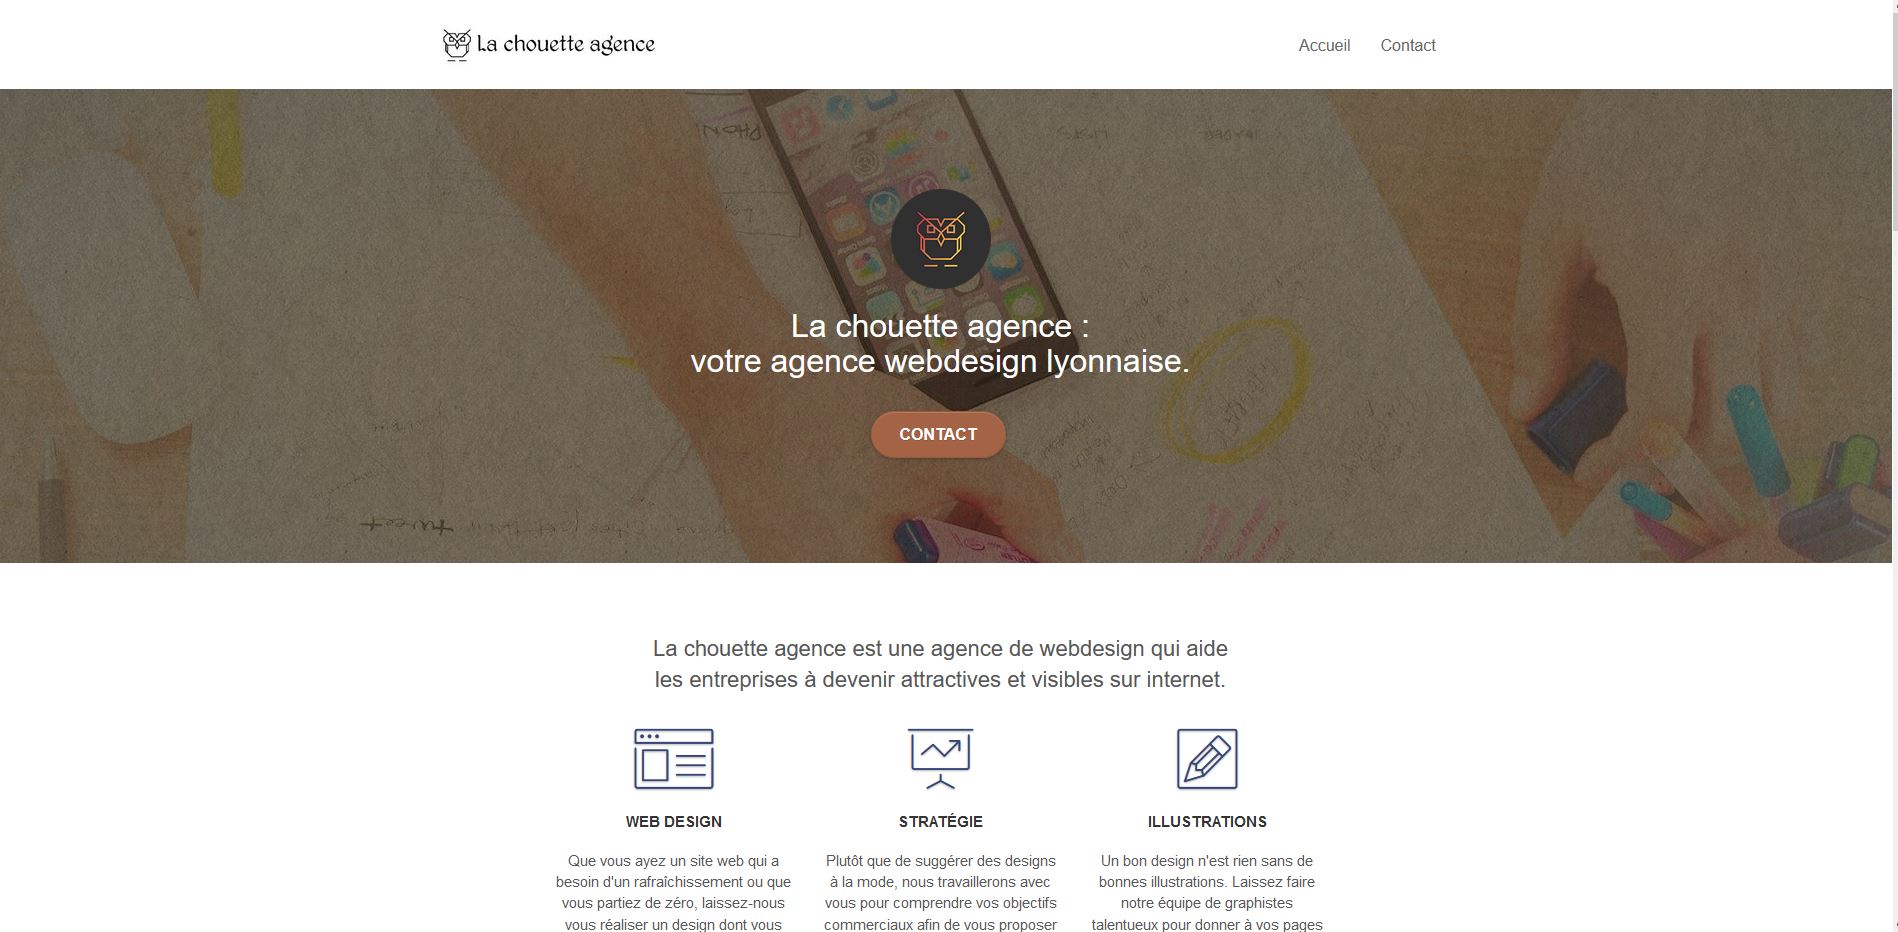 La chouette agence
Accueil
Contact
La chouette agence :
votre agence webdesign lyonnaise.
CONTACT
La chouette agence est une agence de webdesign qui aide
les entreprises à devenir attractives et visibles sur internet.
WEB DESIGN
Que vous ayez un site web qui a
besoin d'un rafraîchissement ou que
vous partiez de zéro, laissez-nous
vous réaliser un design dont vous
STRATÉGIE
Plutôt que de suggérer des designs
à la mode, nous travaillerons avec
vous pour comprendre vos objectifs
commerciaux afin de vous proposer
ILLUSTRATIONS
Un bon design n'est rien sans de
bonnes illustrations. Laissez faire
notre équipe de graphistes
talentueux pour donner à vos pages